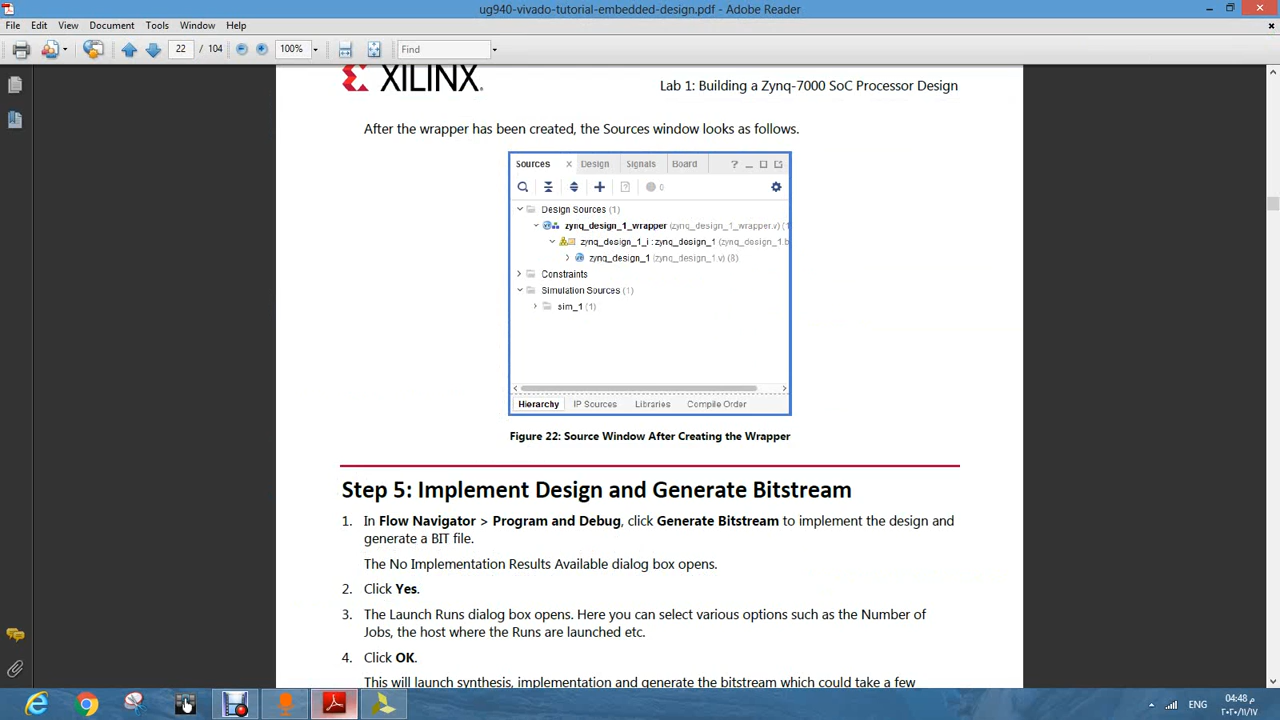 ug940-vivado-tutorial-embedded-design.pdf - Adobe Reader
File Edit View Document Tools Window Help
22 / 104 100% Find
XILINX.
Lab 1: Building a Zynq-7000 SoC Processor Design
After the wrapper has been created, the Sources window looks as follows.
Sources × Design Signals Board ? _
0
Design Sources (1)
zynq_design_1_wrapper (zynq_design_1_wrapper.v) (1
zynq_design_1_i : zynq_design_1 (zynq_design_1.b
zynq_design_1 (zynq_design_1.v) (8)
Constraints
Simulation Sources (1)
sim_1 (1)
Hierarchy IP Sources Libraries Compile Order
Figure 22: Source Window After Creating the Wrapper
Step 5: Implement Design and Generate Bitstream
1. In Flow Navigator > Program and Debug, click Generate Bitstream to implement the design and
generate a BIT file.
The No Implementation Results Available dialog box opens.
2. Click Yes.
3. The Launch Runs dialog box opens. Here you can select various options such as the Number of
Jobs, the host where the Runs are launched etc.
4. Click OK.
This will launch synthesis, implementation and generate the bitstream which could take a few
ENG
04:48 م
٢٠٢٠/١١/١٧